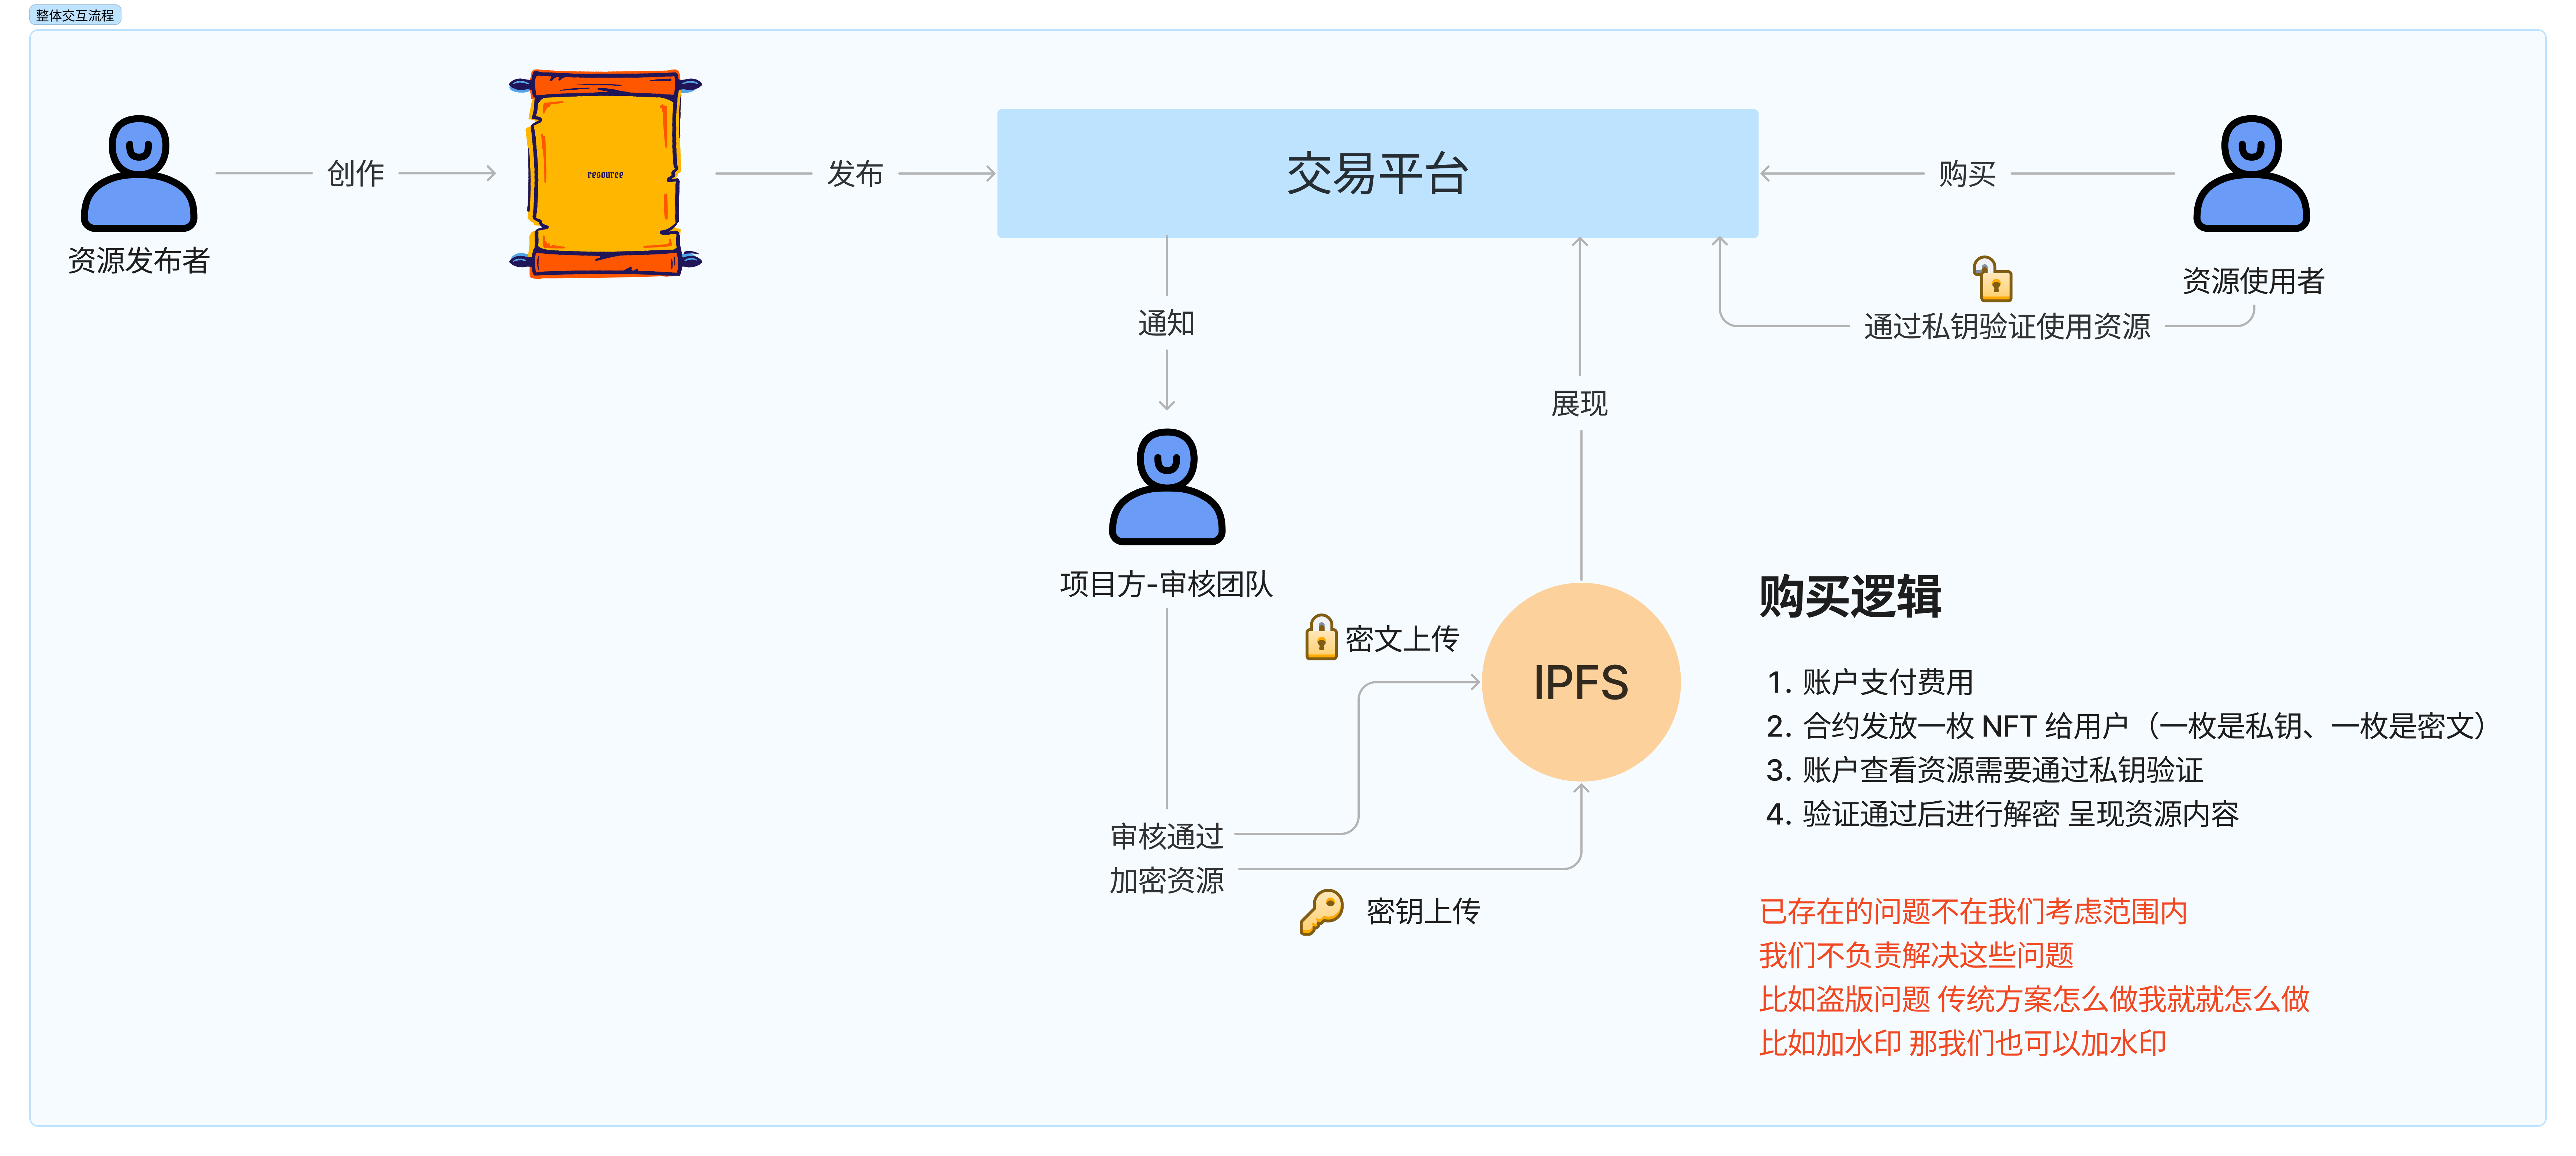 整体交互流程
资源发布者
创作
resource
发布
交易平台
购买
资源使用者
通过私钥验证使用资源
通知
展现
项目方-审核团队
密文上传
IPFS
审核通过
加密资源
密钥上传
购买逻辑
1. 账户支付费用
2. 合约发放一枚 NFT 给用户（一枚是私钥、一枚是密文）
3. 账户查看资源需要通过私钥验证
4. 验证通过后进行解密 呈现资源内容
已存在的问题不在我们考虑范围内
我们不负责解决这些问题
比如盗版问题 传统方案怎么做我就就怎么做
比如加水印 那我们也可以加水印